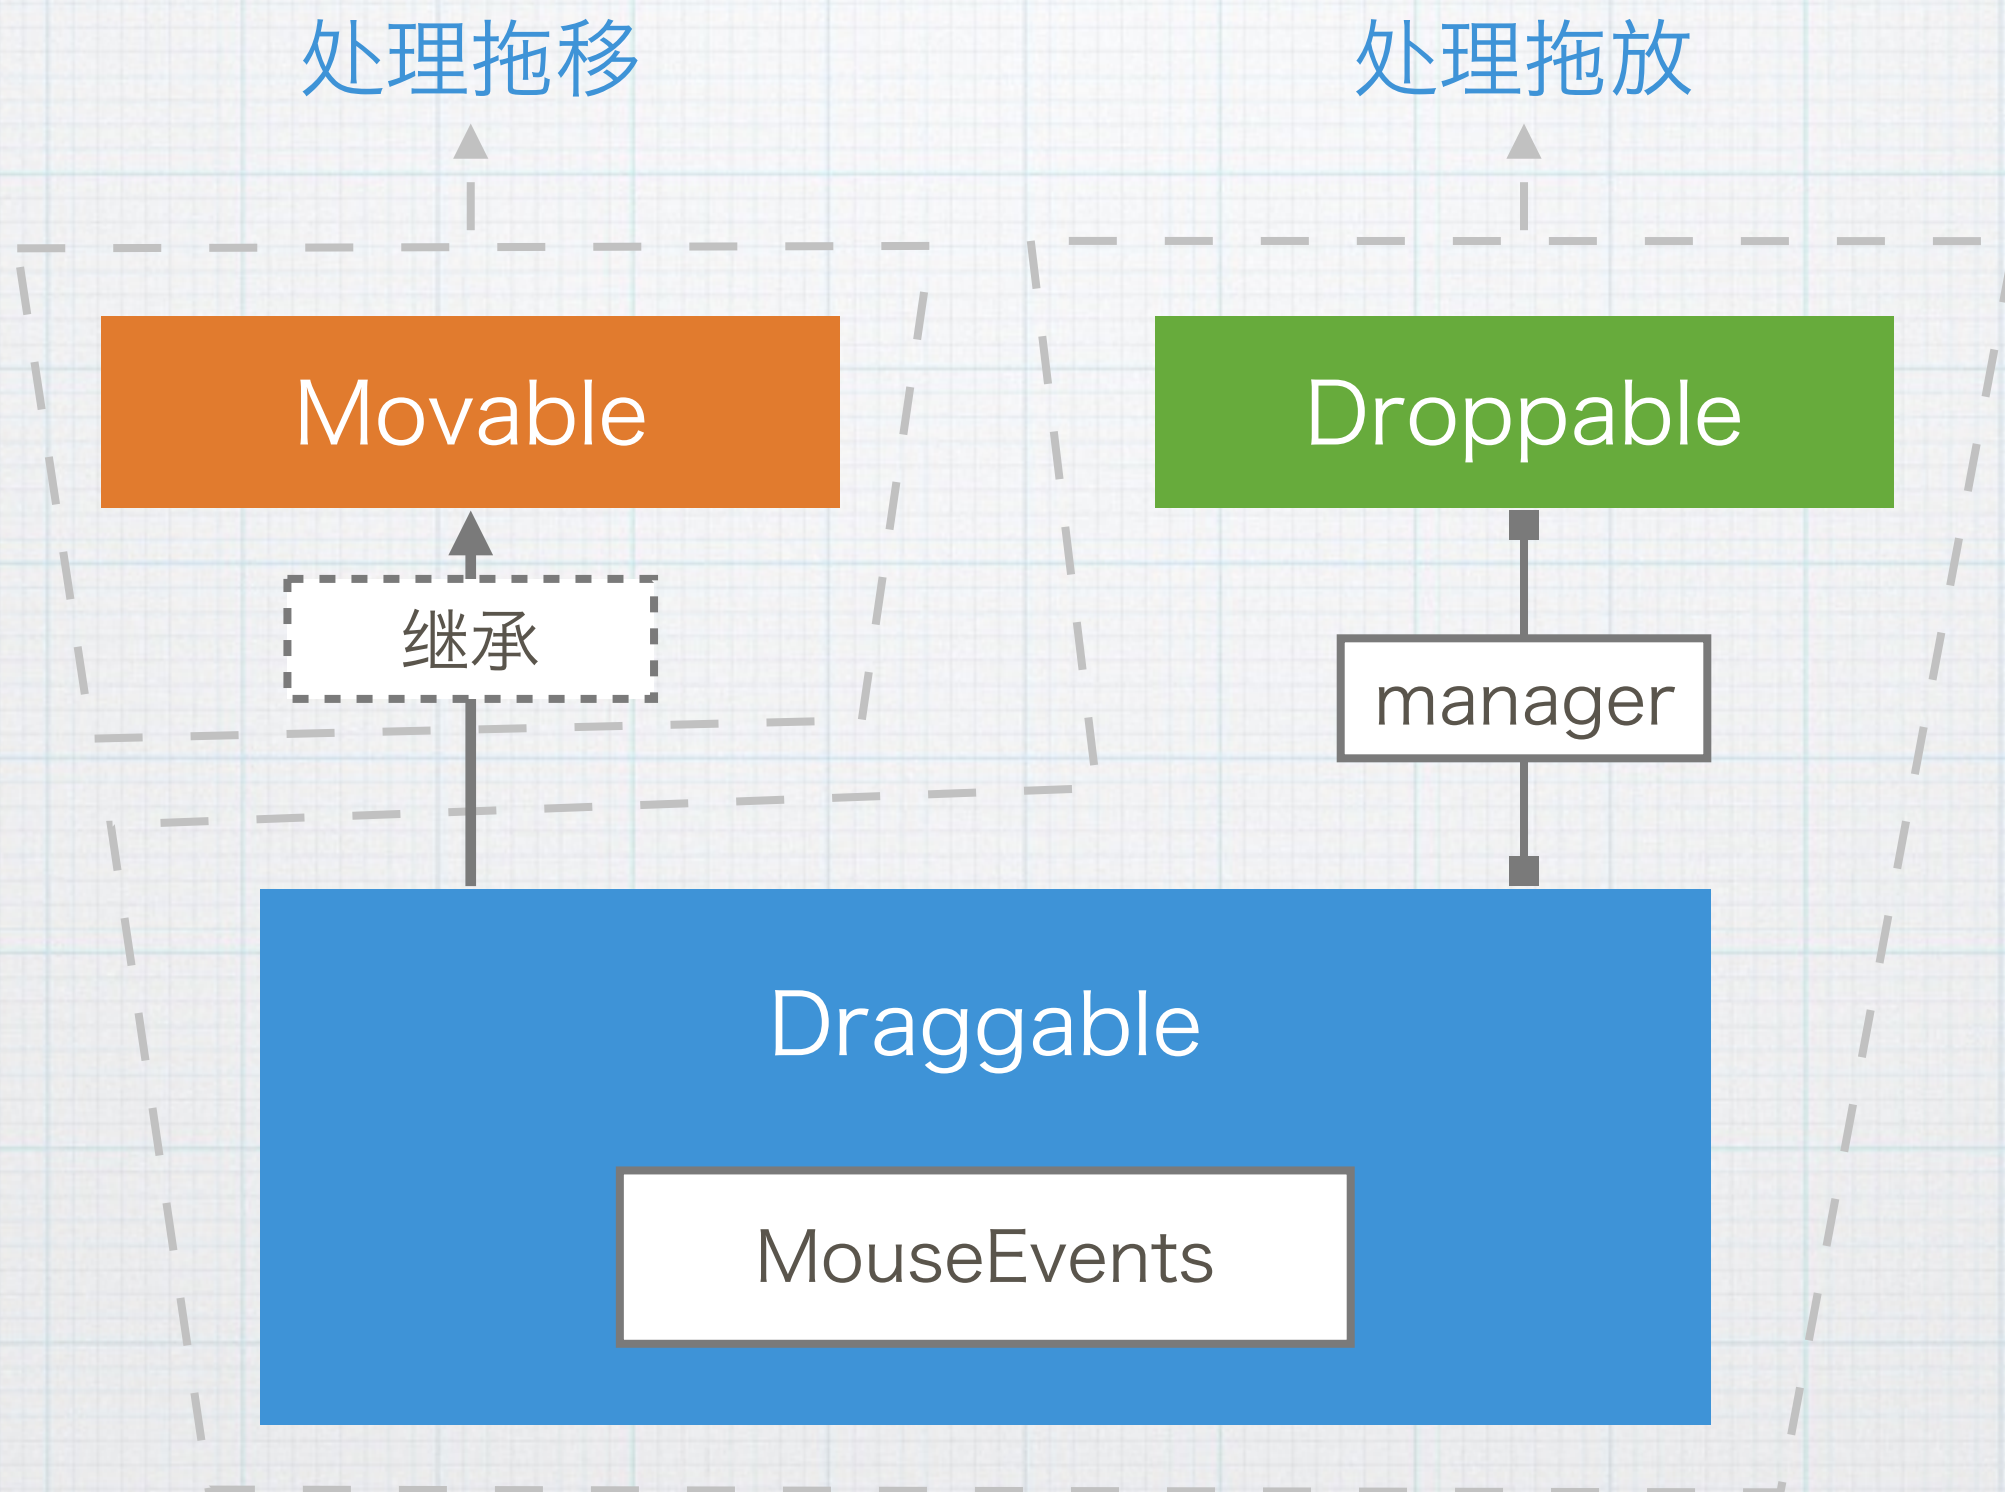 处理拖移
处理拖放
Movable
Droppable
继承
manager
Draggable
MouseEvents